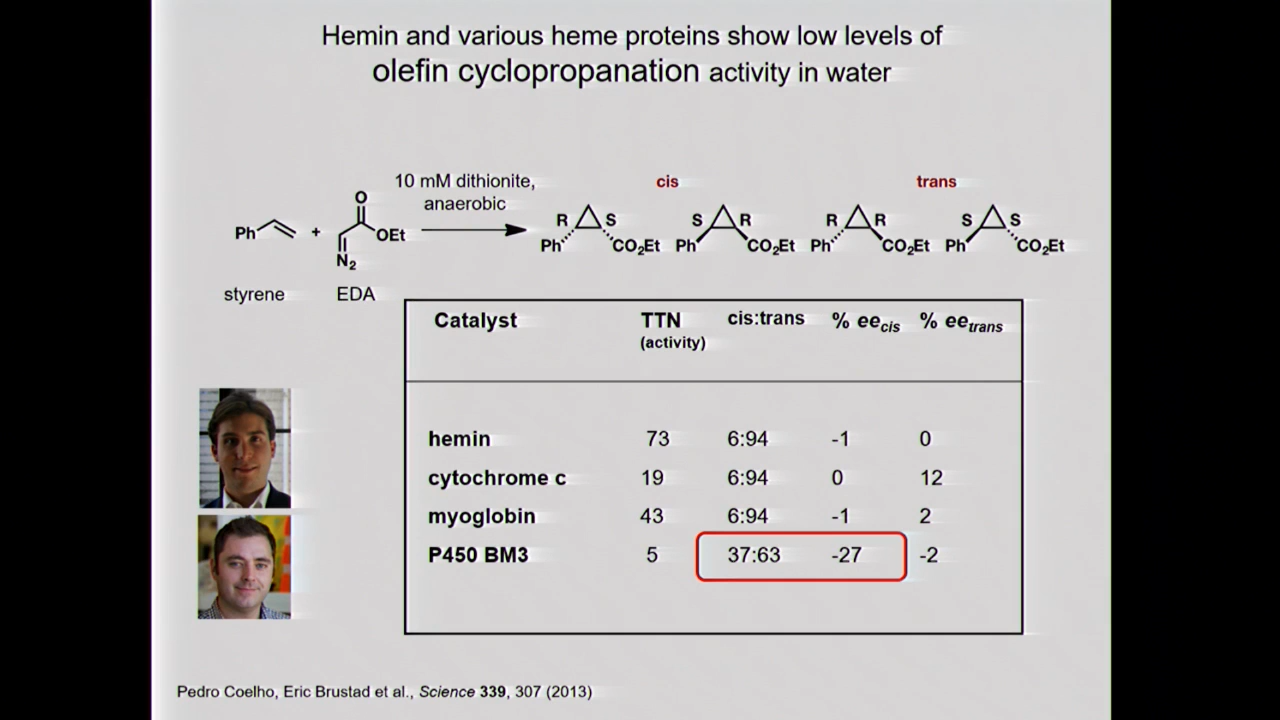 Hemin and various heme proteins show low levels of
olefin cyclopropanation activity in water
10 mM dithionite,
anaerobic
cis
trans
Ph
+
O
OEt
N2
R S
Ph CO2Et
S R
Ph CO2Et
R R
Ph CO2Et
S S
Ph CO2Et
styrene
EDA
Catalyst TTN cis:trans % eecis % eetrans
(activity)
hemin 73 6:94 -1 0
cytochrome c 19 6:94 0 12
myoglobin 43 6:94 -1 2
P450 BM3 5 37:63 -27 -2
Pedro Coelho, Eric Brustad et al., Science 339, 307 (2013)